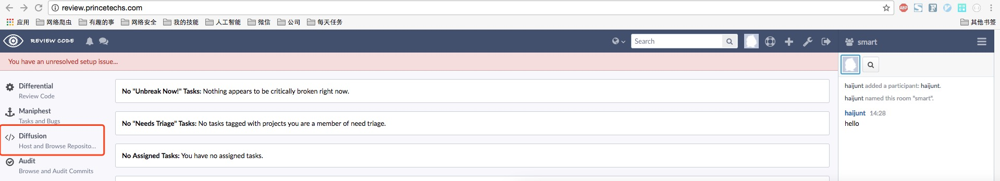 review.princetechs.com
应用 网络爬虫 有趣的事 网络安全 我的技能 人工智能 微信 公司 每天任务 其他书签
REVIEW CODE Search smart
You have an unresolved setup issue...
Differential
Review Code
Maniphest
Tasks and Bugs
Diffusion
Host and Browse Reposito...
Audit
Browse and Audit Commits
No "Unbreak Now!" Tasks: Nothing appears to be critically broken right now.
No "Needs Triage" Tasks: No tasks tagged with projects you are a member of need triage.
No Assigned Tasks: You have no assigned tasks.
haijunt added a participant: haijunt.
haijunt named this room "smart".
haijunt 14:28
hello
ABP